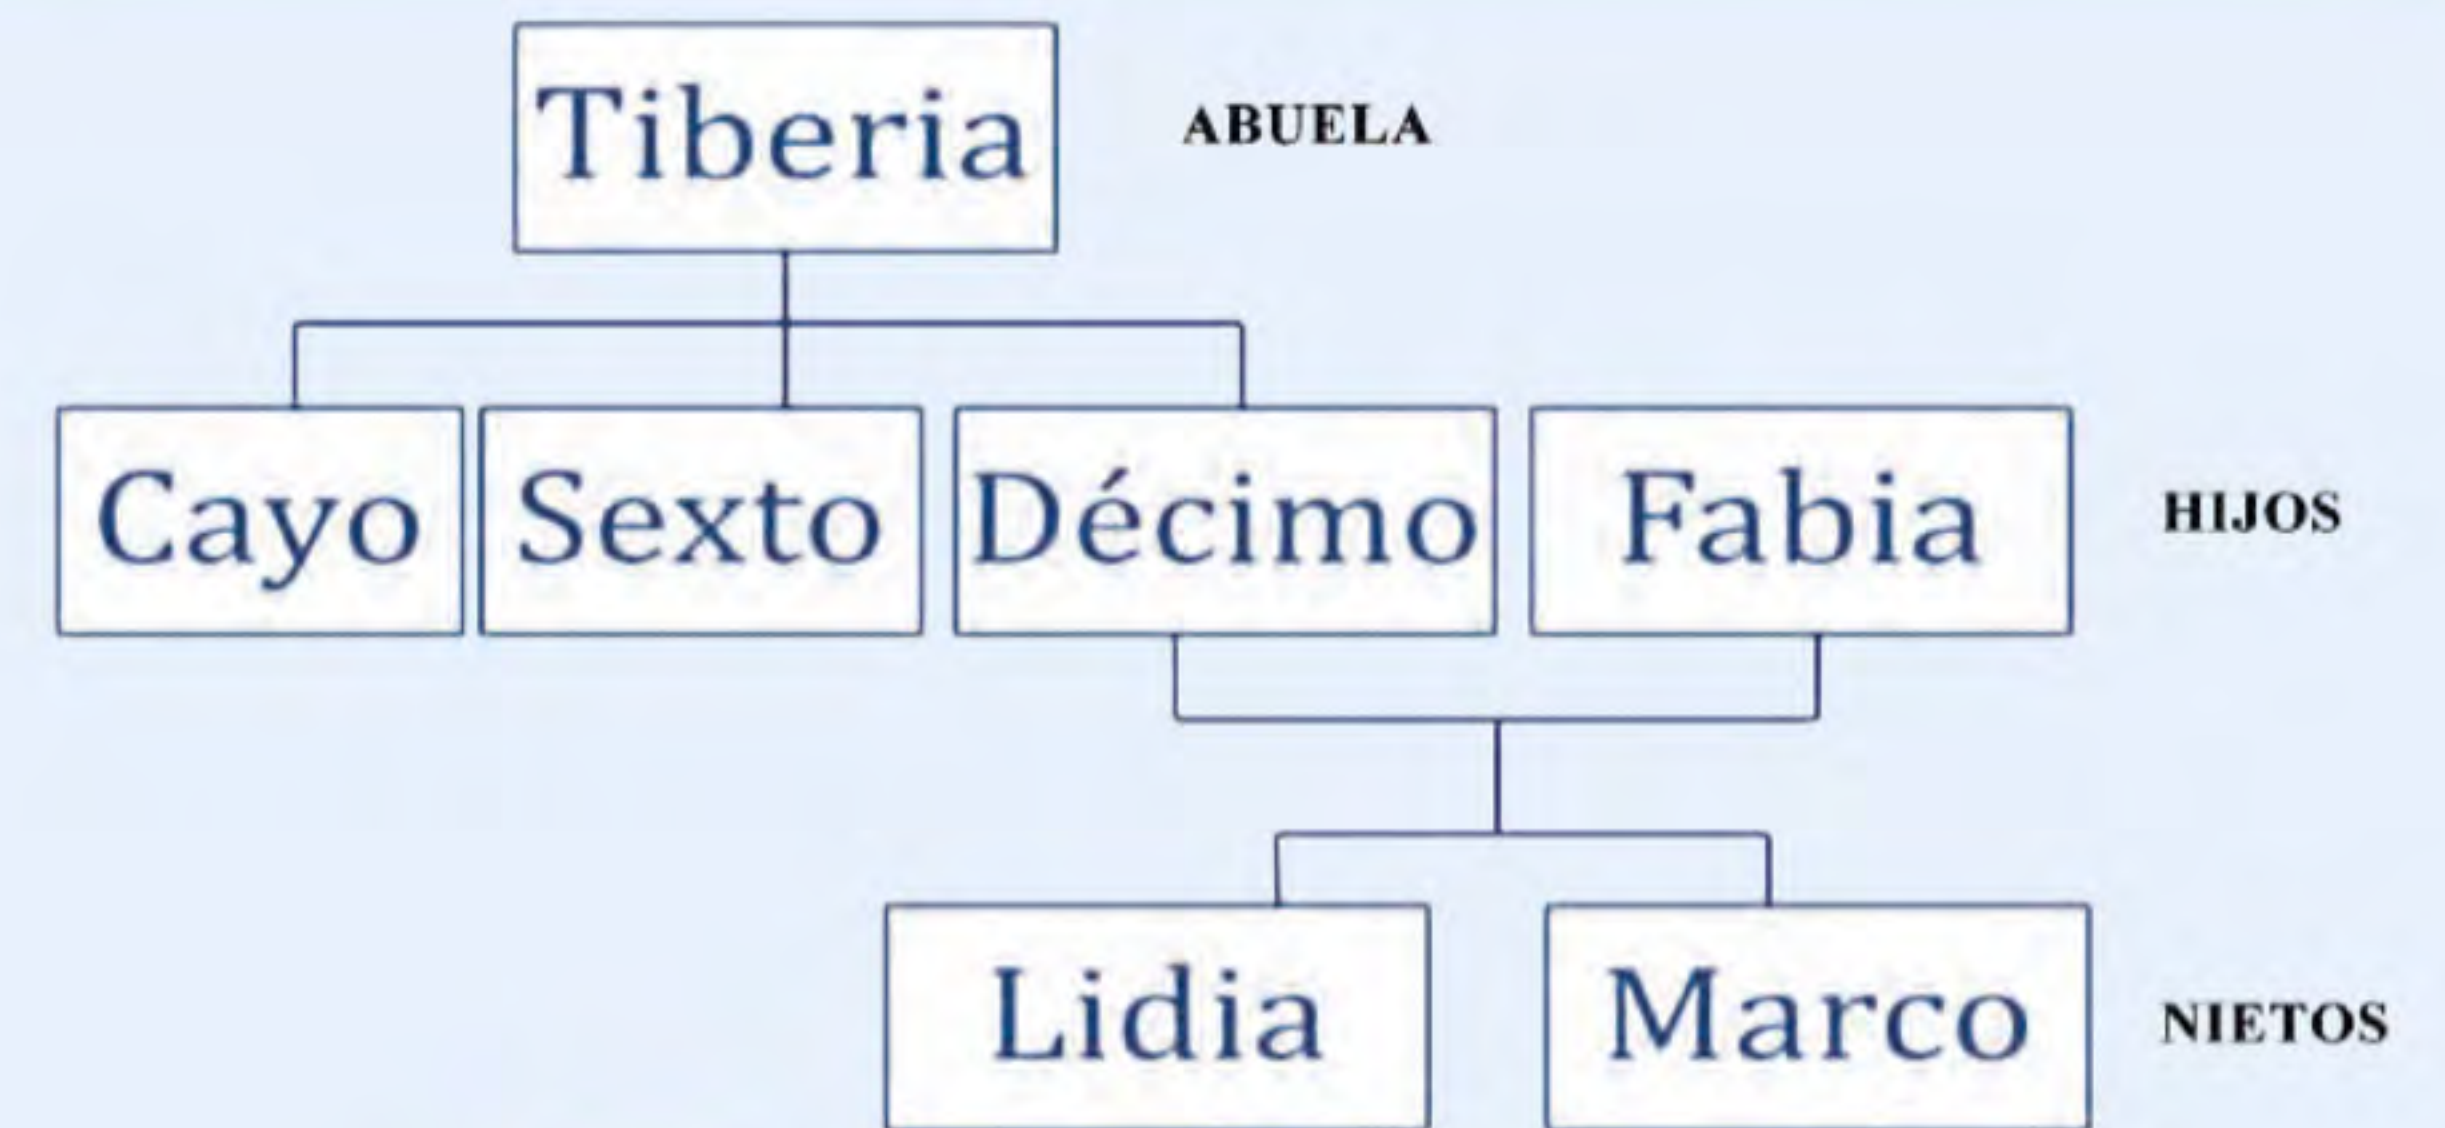 Tiberia
ABUELA
Cayo
Sexto
Décimo
Fabia
HIJOS
Lidia
Marco
NIETOS